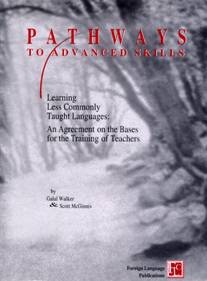 PATHWAYS
TO ADVANCED SKILLS
Learning
Less Commonly
Taught Languages:
An Agreement on the Bases
for the Training of Teachers
by
Galal Walker
& Scott McGinnis
Foreign Language
Publications